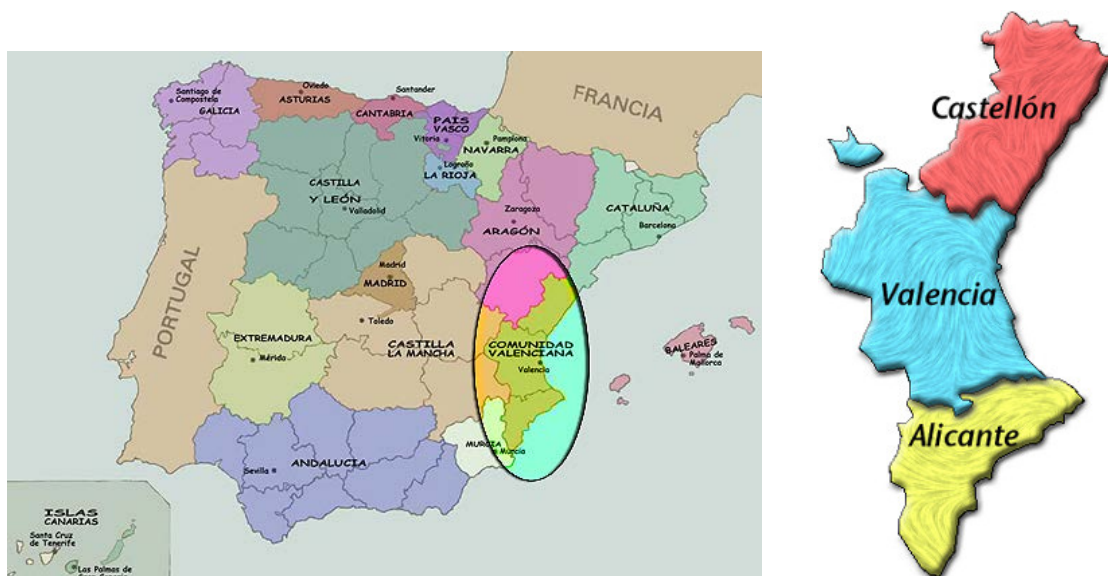 FRANCIA
PORTUGAL
Santiago de
Compostela
GALICIA
Oviedo
ASTURIAS
Santander
CANTABRIA
PAIS
VASCO
Vitoria
Pamplona
NAVARRA
Logroño
LA RIOJA
CASTILLA
Y LEÓN
Valladolid
Zaragoza
ARAGÓN
CATALUÑA
Barcelona
Madrid
MADRID
Toledo
CASTILLA
LA MANCHA
EXTREMADURA
Mérida
COMUNIDAD
VALENCIANA
Valencia
BALEARES
Palma de
Mallorca
MURCIA
Murcia
ANDALUCIA
Sevilla
ISLAS
CANARIAS
Santa Cruz
de Tenerife
Las Palmas
de Gran Canaria
Castellón
Valencia
Alicante